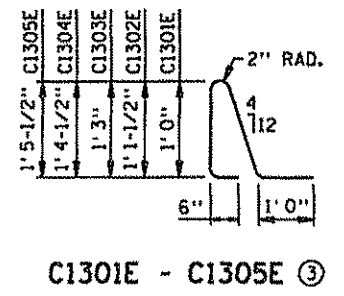 C1305E
C1304E
C1303E
C1302E
C1301E
2" RAD.
1'5-1/2"
1'4-1/2"
1'3"
1'1-1/2"
1'0"
4
12
6"
1'0"
C1301E - C1305E ③